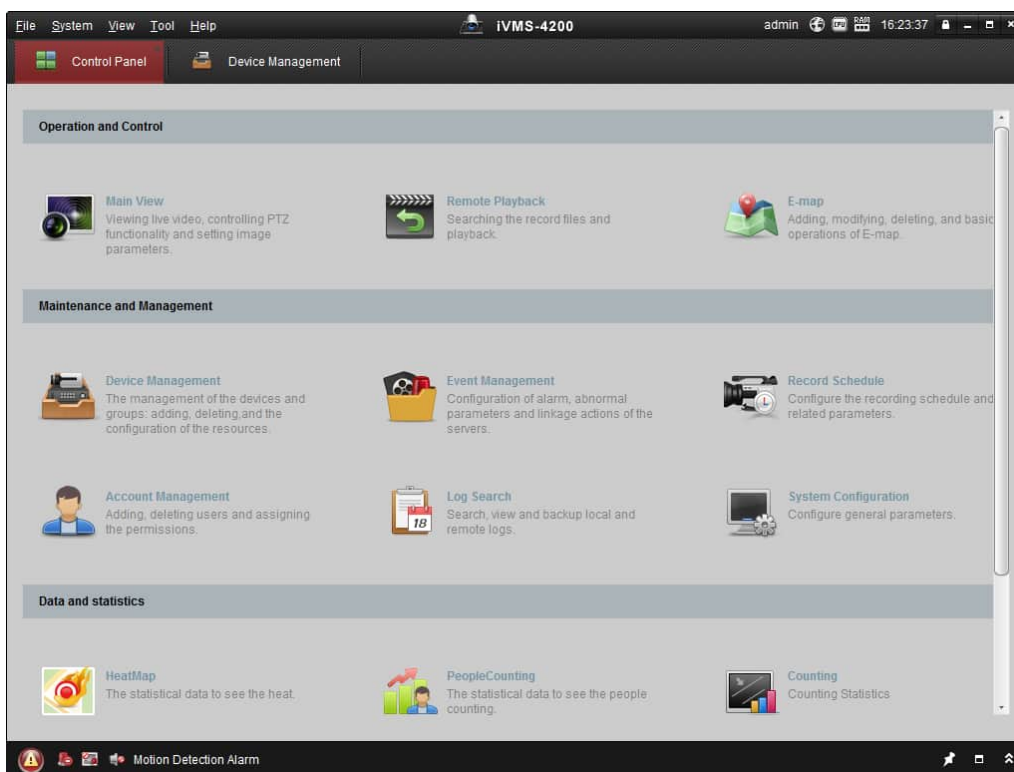 File System View Tool Help iVMS-4200 admin CPU RAM 16:23:37
Control Panel Device Management
Operation and Control
Main View
Viewing live video, controlling PTZ
functionality and setting image
parameters.
Remote Playback
Searching the record files and
playback.
E-map
Adding, modifying, deleting, and basic
operations of E-map.
Maintenance and Management
Device Management
The management of the devices and
groups: adding, deleting,and the
configuration of the resources.
Event Management
Configuration of alarm, abnormal
parameters and linkage actions of the
servers.
Record Schedule
Configure the recording schedule and
related parameters.
Account Management
Adding, deleting users and assigning
the permissions.
18
Log Search
Search, view and backup local and
remote logs.
System Configuration
Configure general parameters.
Data and statistics
HeatMap
The statistical data to see the heat.
PeopleCounting
The statistical data to see the people
counting.
Counting
Counting Statistics
Motion Detection Alarm